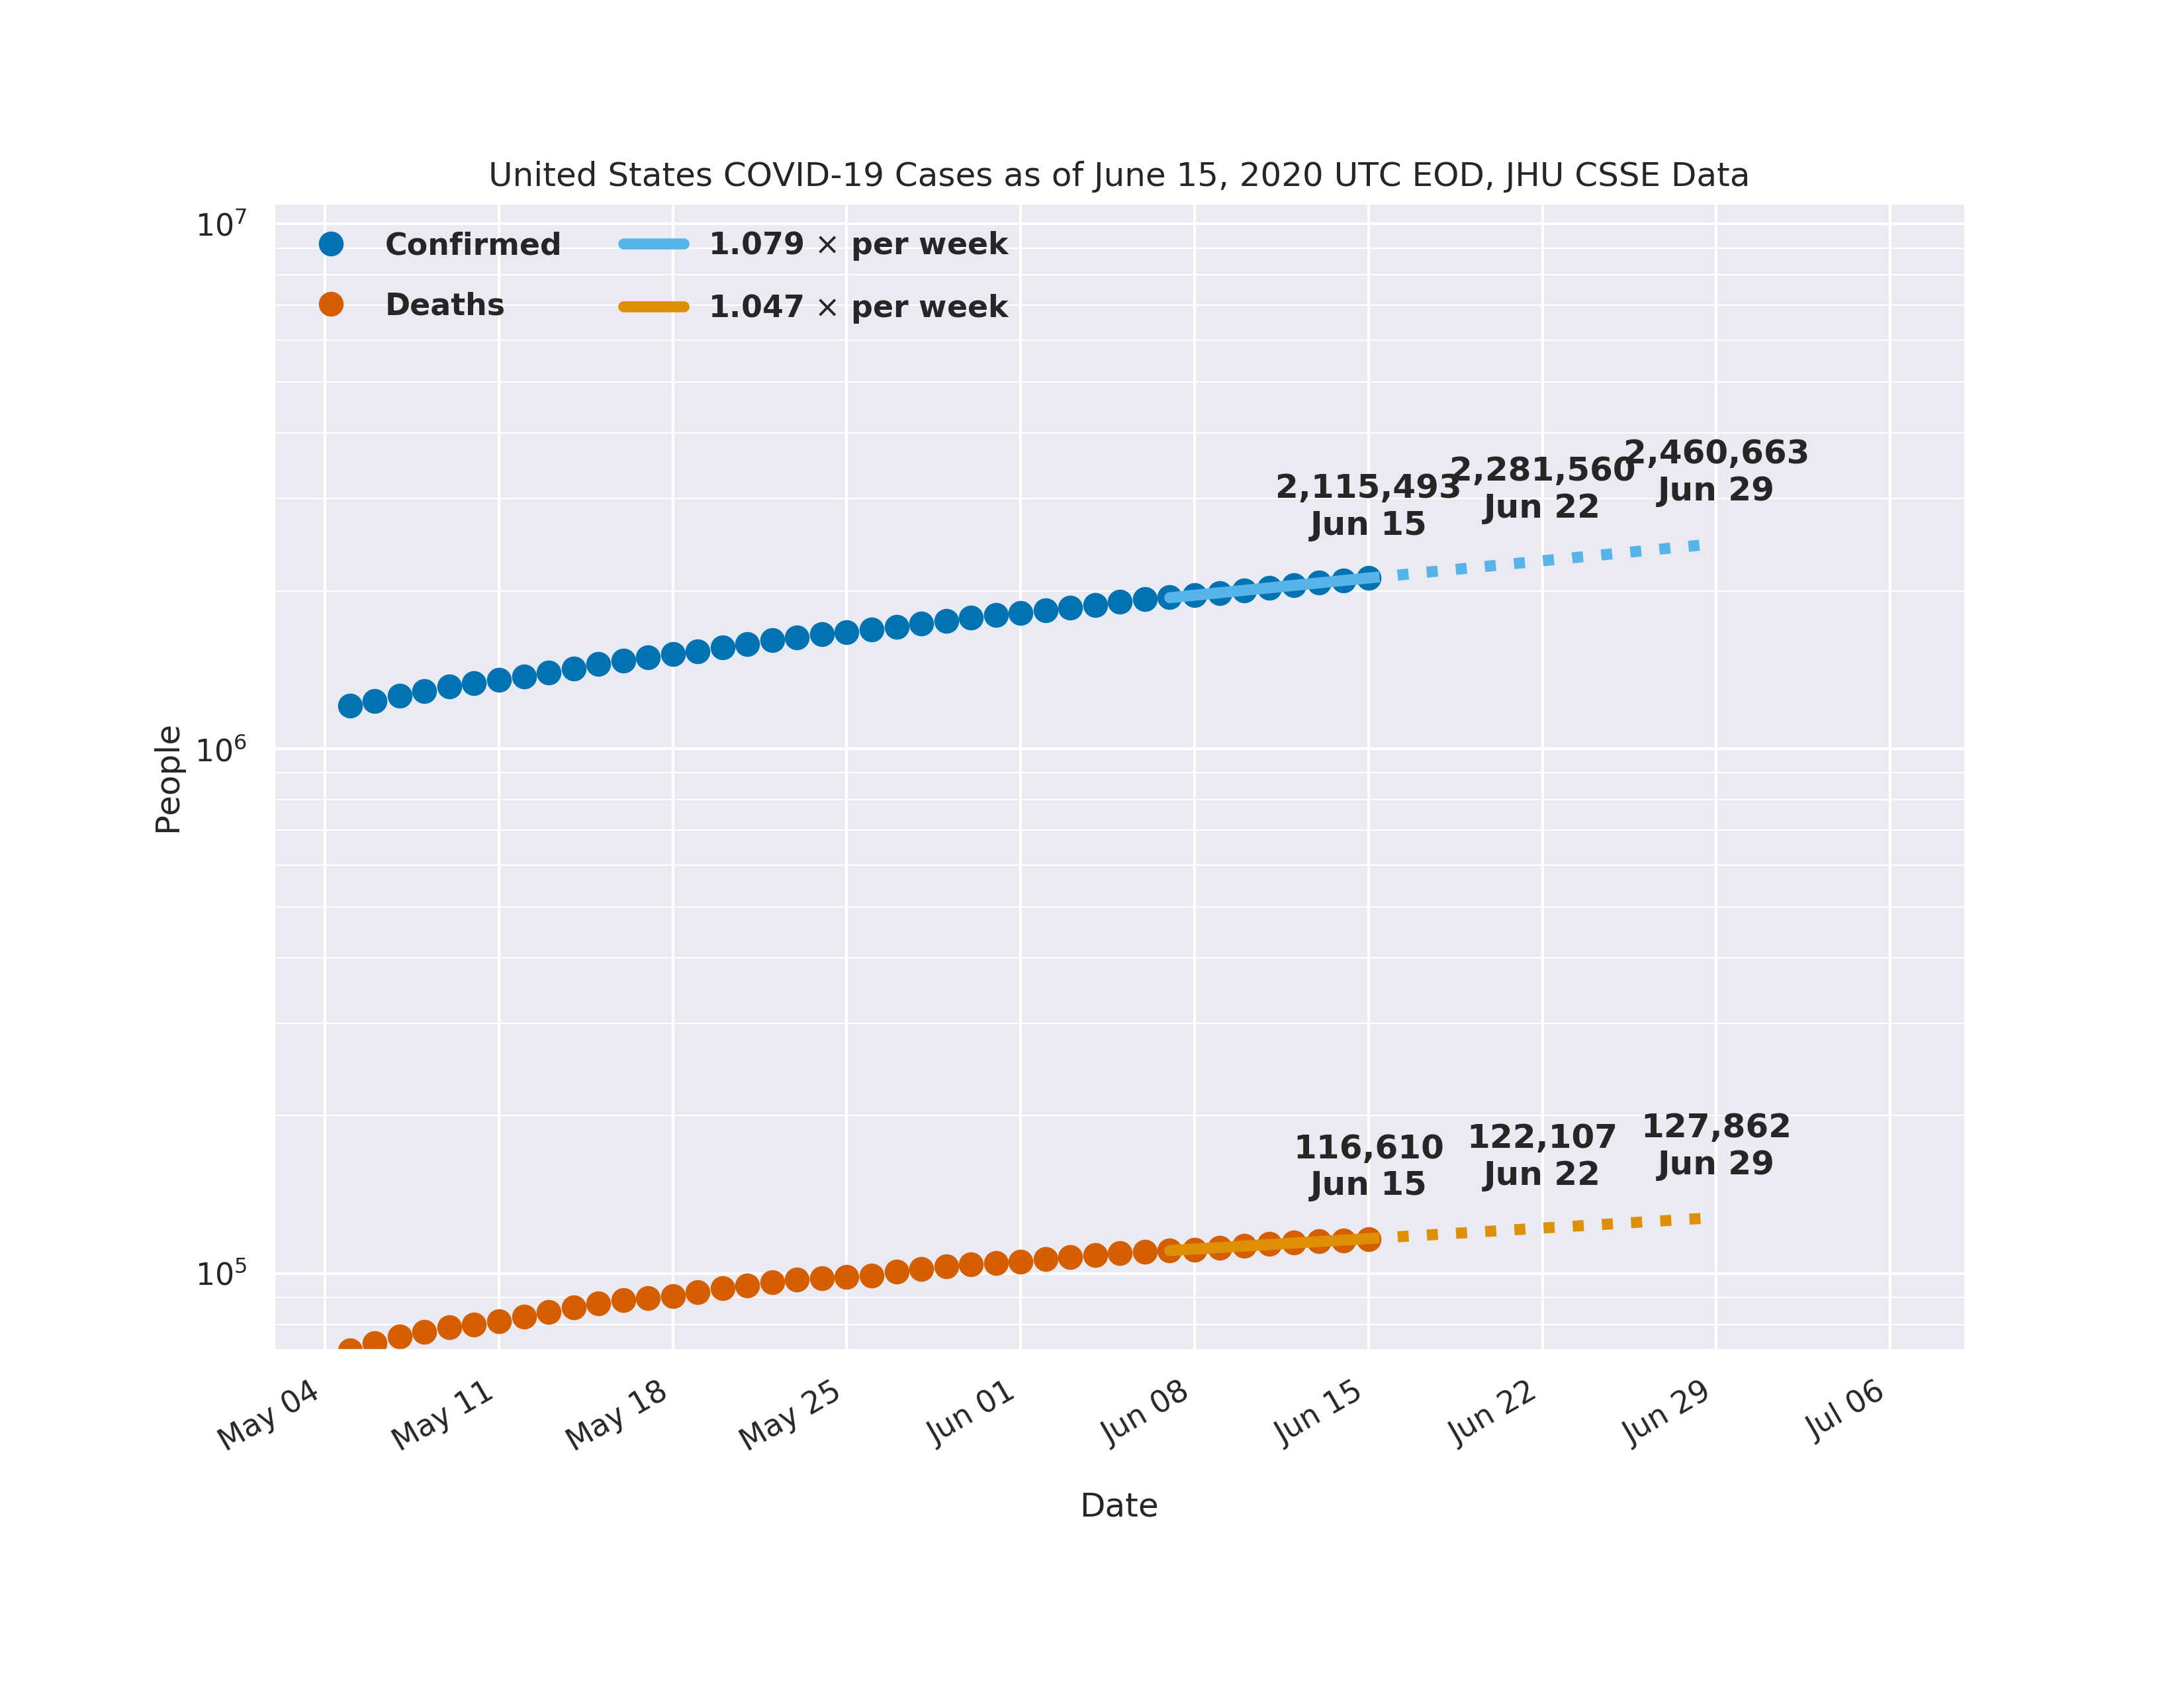 United States COVID-19 Cases as of June 15, 2020 UTC EOD, JHU CSSE Data
10⁷
Confirmed
1.079 × per week
Deaths
1.047 × per week
2,460,663
Jun 29
2,281,560
Jun 22
2,115,493
Jun 15
People
10⁶
127,862
Jun 29
122,107
Jun 22
116,610
Jun 15
10⁵
May 04
May 11
May 18
May 25
Jun 01
Jun 08
Jun 15
Jun 22
Jun 29
Jul 06
Date